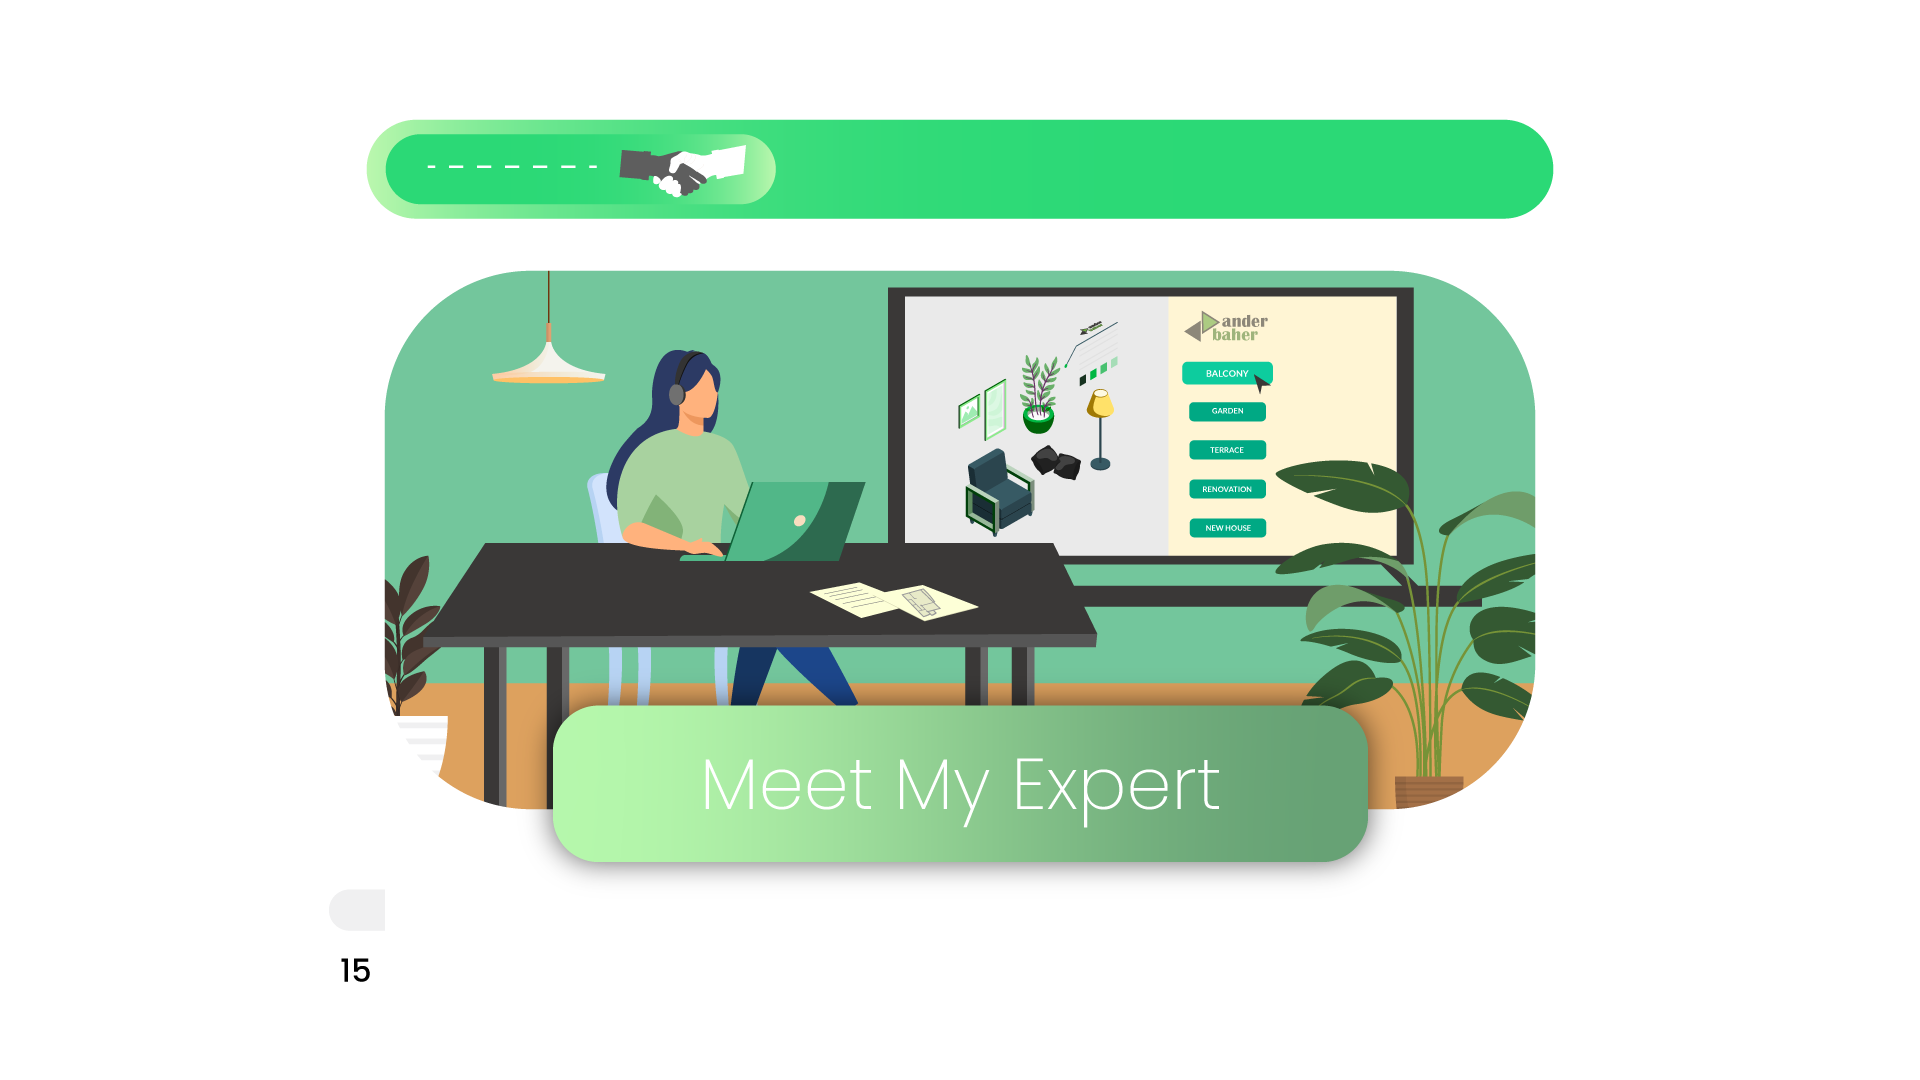 ander
baher
BALCONY
GARDEN
TERRACE
RENOVATION
NEW HOUSE
Meet My Expert
15